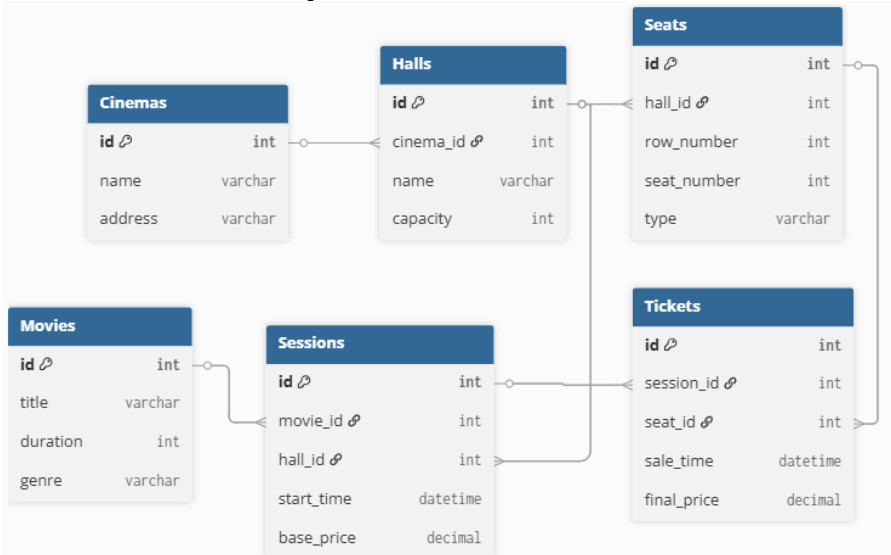 Cinemas
id int
name varchar
address varchar
Halls
id int
cinema_id int
name varchar
capacity int
Seats
id int
hall_id int
row_number int
seat_number int
type varchar
Movies
id int
title varchar
duration int
genre varchar
Sessions
id int
movie_id int
hall_id int
start_time datetime
base_price decimal
Tickets
id int
session_id int
seat_id int
sale_time datetime
final_price decimal